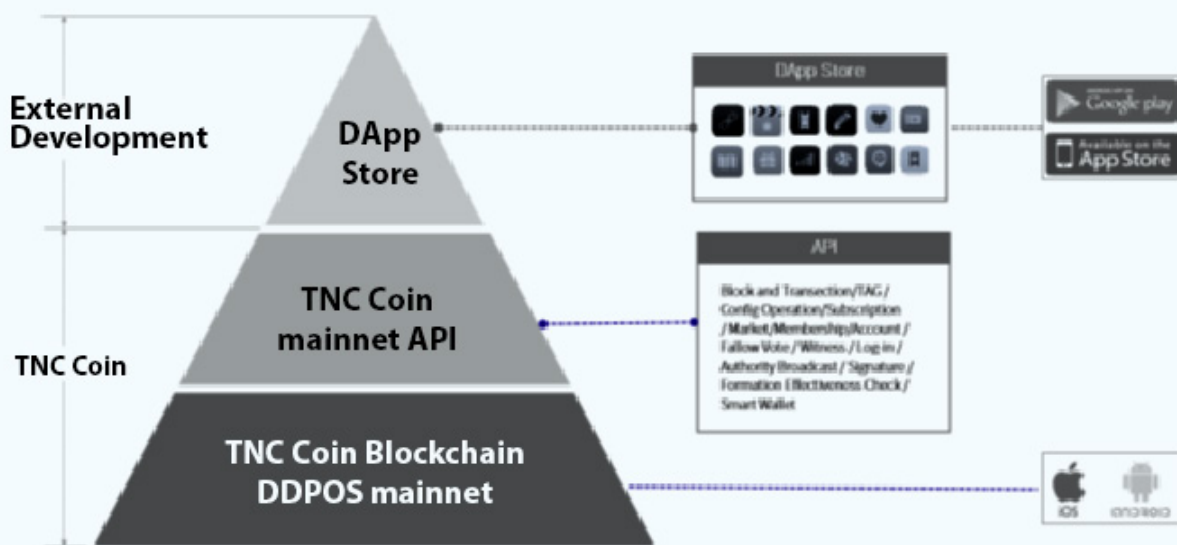 External
Development
DApp
Store
DApp Store
Google play
Available on the
App Store
TNC Coin
TNC Coin
mainnet API
API
Block and Transection/TAG /
Config Operation/Subscription
/ Market/Membership/Account /
Fallow Vote / Witness / Log-in /
Authority Broadcast / Signature /
Formation Effectiveness Check /
Smart Wallet
TNC Coin Blockchain
DDPOS mainnet
iOS
android